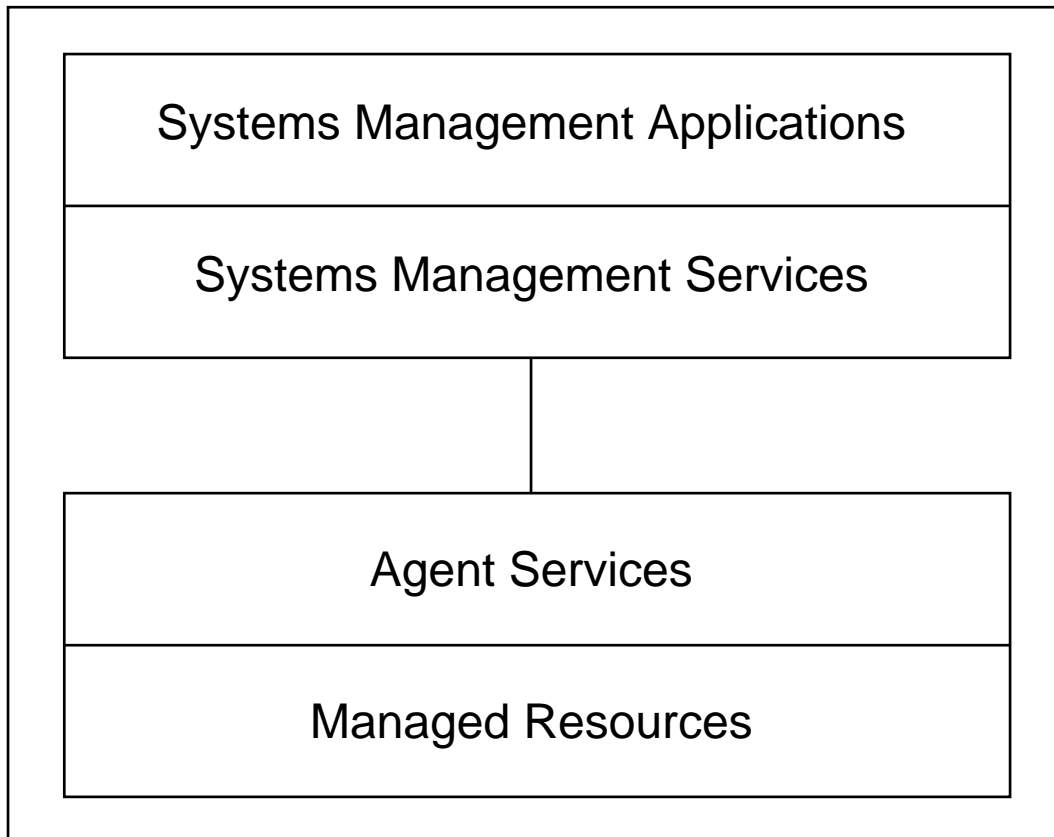 Systems Management Applications
Systems Management Services
Agent Services
Managed Resources